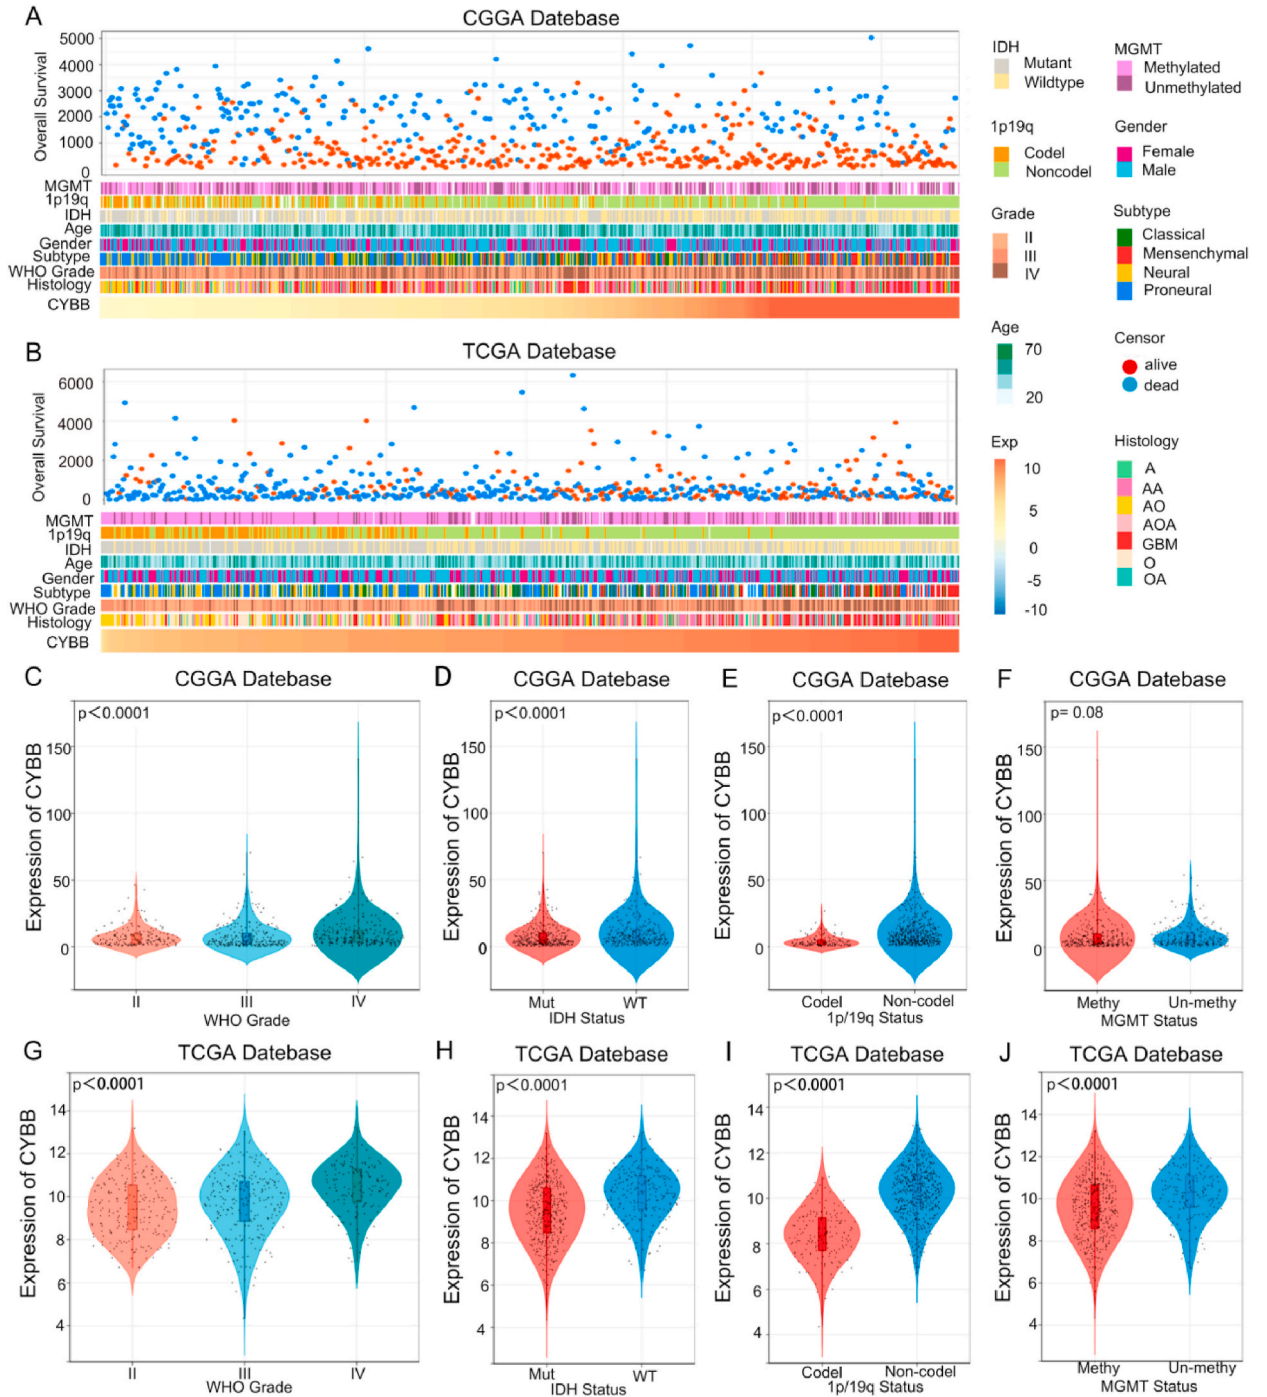 A
CGGA Datebase
Overall Survival
5000
4000
3000
2000
1000
0
MGMT
1p19q
IDH
Age
Gender
Subtype
WHO Grade
Histology
CYBB
B
TCGA Datebase
Overall Survival
6000
4000
2000
0
MGMT
1p19q
IDH
Age
Gender
Subtype
WHO Grade
Histology
CYBB
IDH
Mutant
Wildtype
MGMT
Methylated
Unmethylated
1p19q
Codel
Noncodel
Gender
Female
Male
Grade
II
III
IV
Subtype
Classical
Mensenchymal
Neural
Proneural
Age
70
20
Censor
alive
dead
Exp
10
5
0
-5
-10
Histology
A
AA
AO
AOA
GBM
O
OA
C
CGGA Datebase
p<0.0001
Expression of CYBB
150
100
50
0
II
III
IV
WHO Grade
D
CGGA Datebase
p<0.0001
Expression of CYBB
150
100
50
0
Mut
WT
IDH Status
E
CGGA Datebase
p<0.0001
Expression of CYBB
150
100
50
0
Codel
Non-codel
1p/19q Status
F
CGGA Datebase
p= 0.08
Expression of CYBB
150
100
50
0
Methy
Un-methy
MGMT Status
G
TCGA Datebase
p<0.0001
Expression of CYBB
14
12
10
8
6
4
II
III
IV
WHO Grade
H
TCGA Datebase
p<0.0001
Expression of CYBB
14
12
10
8
6
4
Mut
WT
IDH Status
I
TCGA Datebase
p<0.0001
Expression of CYBB
14
12
10
8
6
4
Codel
Non-codel
1p/19q Status
J
TCGA Datebase
p<0.0001
Expression of CYBB
14
12
10
8
6
4
Methy
Un-methy
MGMT Status